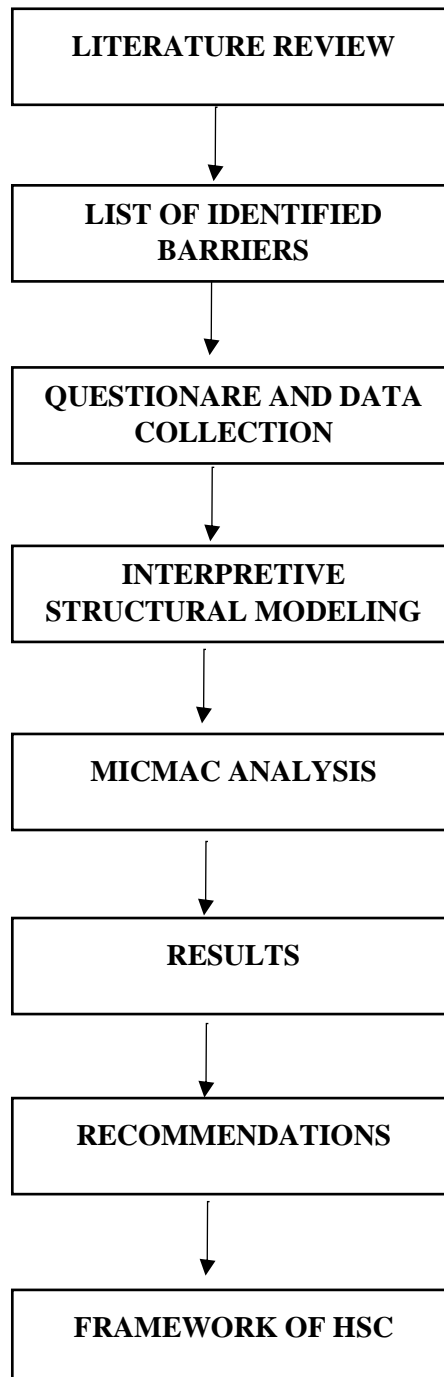 LITERATURE REVIEW
LIST OF IDENTIFIED
BARRIERS
QUESTIONARE AND DATA
COLLECTION
INTERPRETIVE
STRUCTURAL MODELING
MICMAC ANALYSIS
RESULTS
RECOMMENDATIONS
FRAMEWORK OF HSC